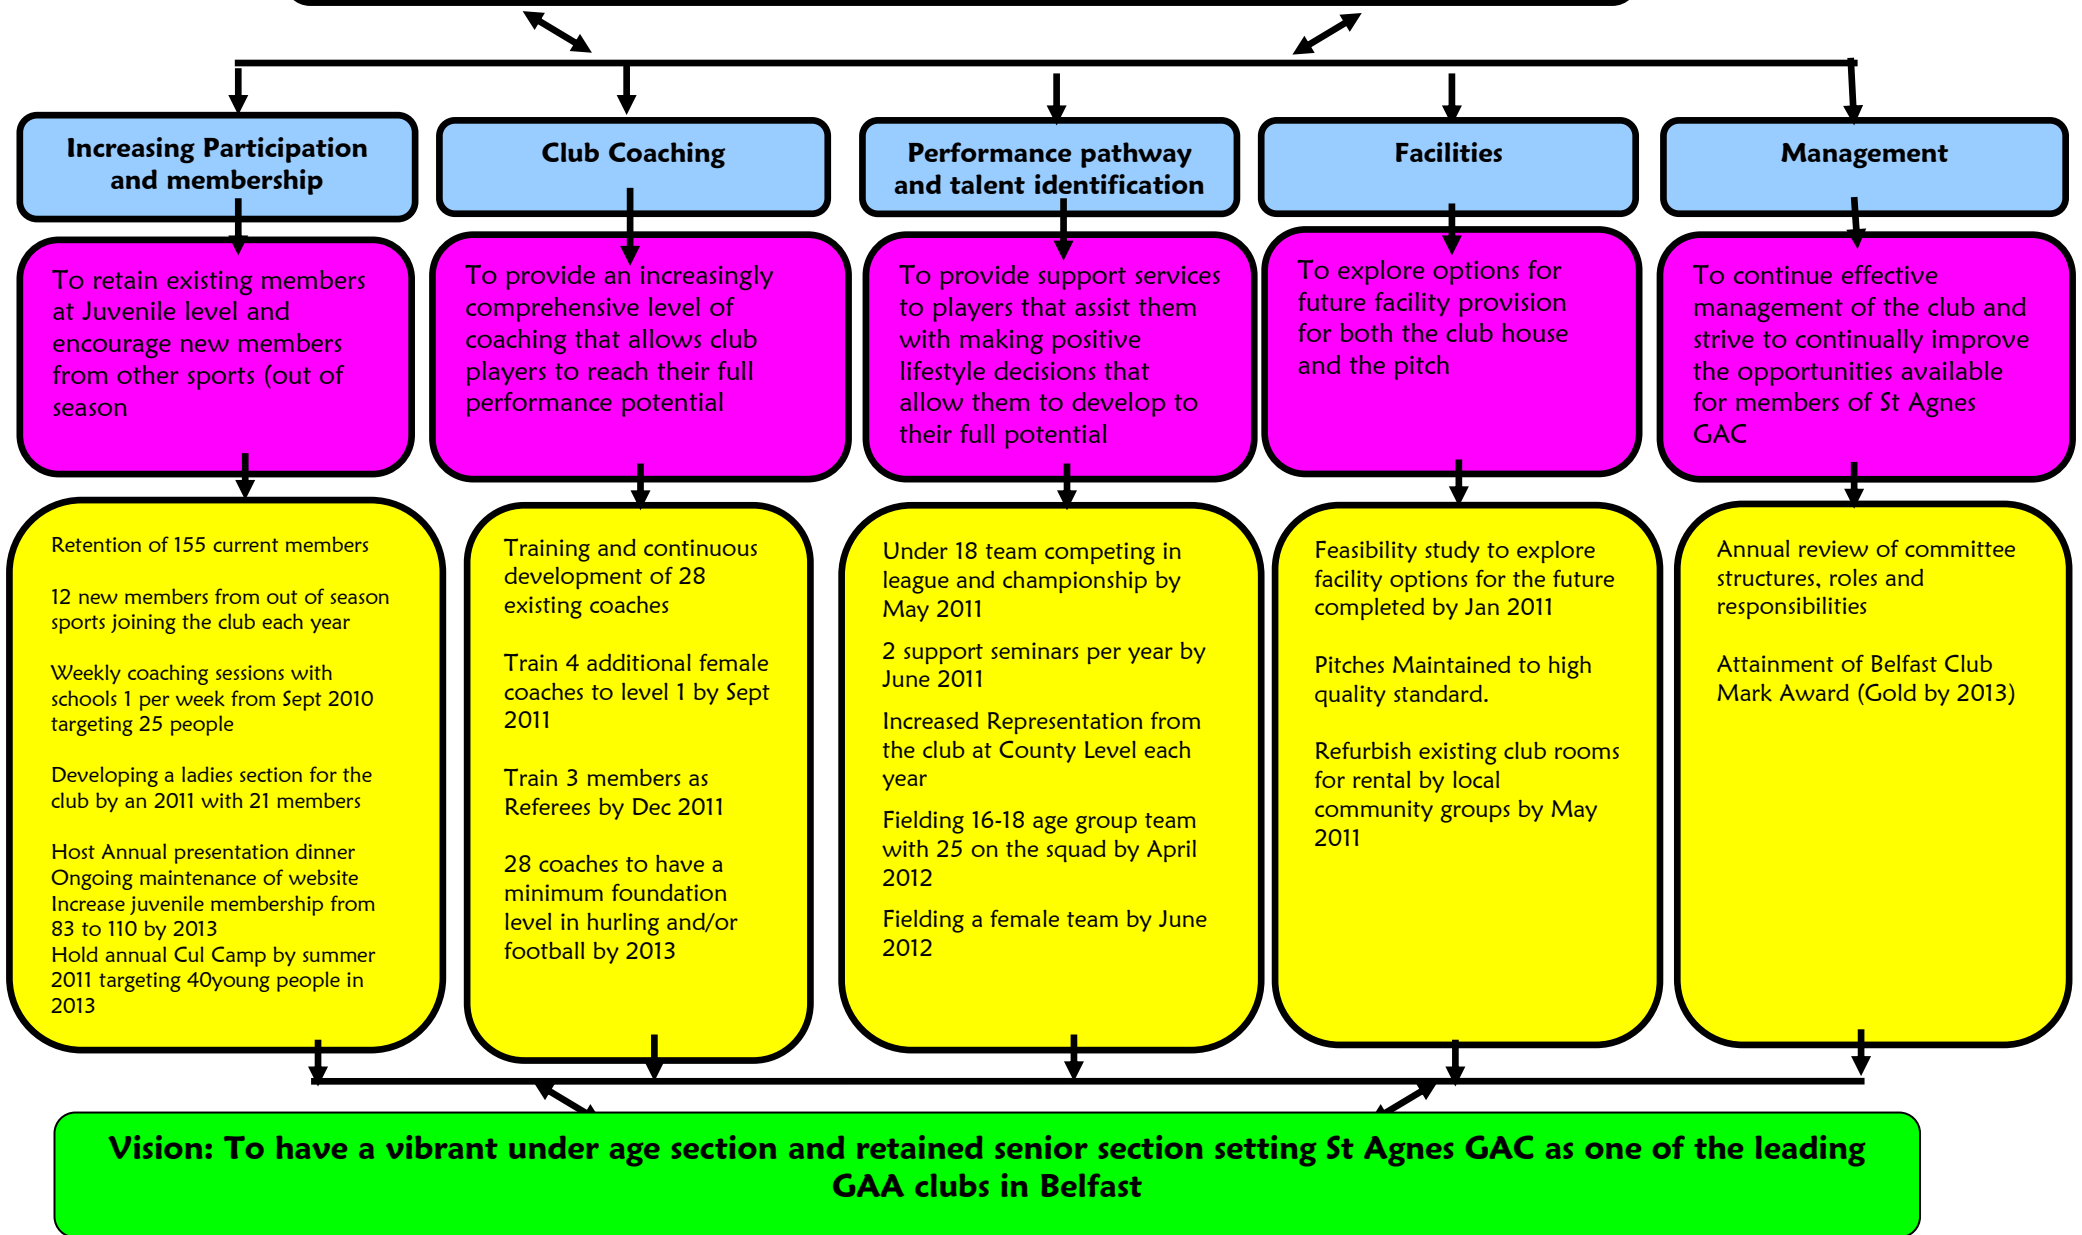 Increasing Participation
and membership
Club Coaching
Performance pathway
and talent identification
Facilities
Management
To retain existing members
at Juvenile level and
encourage new members
from other sports (out of
season
To provide an increasingly
comprehensive level of
coaching that allows club
players to reach their full
performance potential
To provide support services
to players that assist them
with making positive
lifestyle decisions that
allow them to develop to
their full potential
To explore options for
future facility provision
for both the club house
and the pitch
To continue effective
management of the club and
strive to continually improve
the opportunities available
for members of St Agnes
GAC
Retention of 155 current members
12 new members from out of season
sports joining the club each year
Weekly coaching sessions with
schools 1 per week from Sept 2010
targeting 25 people
Developing a ladies section for the
club by an 2011 with 21 members
Host Annual presentation dinner
Ongoing maintenance of website
Increase juvenile membership from
83 to 110 by 2013
Hold annual Cul Camp by summer
2011 targeting 40young people in
2013
Training and continuous
development of 28
existing coaches
Train 4 additional female
coaches to level 1 by Sept
2011
Train 3 members as
Referees by Dec 2011
28 coaches to have a
minimum foundation
level in hurling and/or
football by 2013
Under 18 team competing in
league and championship by
May 2011
2 support seminars per year by
June 2011
Increased Representation from
the club at County Level each
year
Fielding 16-18 age group team
with 25 on the squad by April
2012
Fielding a female team by June
2012
Feasibility study to explore
facility options for the future
completed by Jan 2011
Pitches Maintained to high
quality standard.
Refurbish existing club rooms
for rental by local
community groups by May
2011
Annual review of committee
structures, roles and
responsibilities
Attainment of Belfast Club
Mark Award (Gold by 2013)
Vision: To have a vibrant under age section and retained senior section setting St Agnes GAC as one of the leading
GAA clubs in Belfast